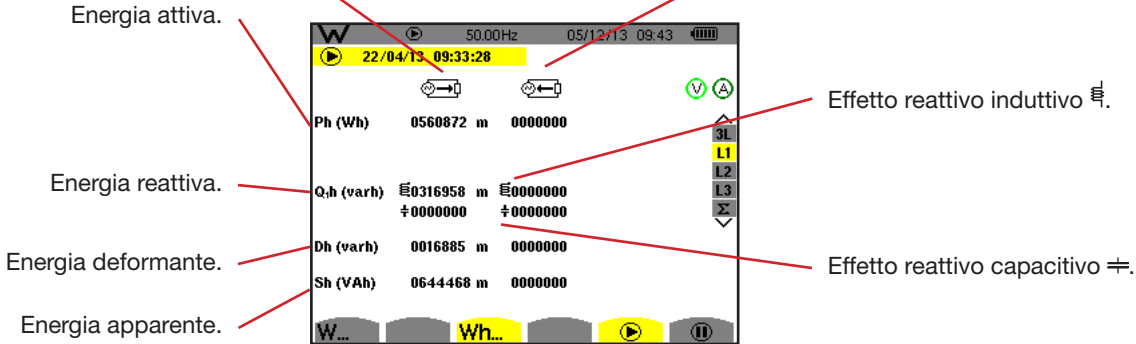 Energia attiva.
W 50.00Hz 05/12/13 09:43
22/04/13 09:33:28
V A
Effetto reattivo induttivo
Ph (Wh) 0560872 m 0000000
3L
L1
L2
L3
Σ
Energia reattiva.
Q₁h (varh) 0316958 m 0000000
0000000 0000000
Dh (varh) 0016885 m 0000000
Energia deformante.
Effetto reattivo capacitivo
Sh (VAh) 0644468 m 0000000
Energia apparente.
W... Wh...